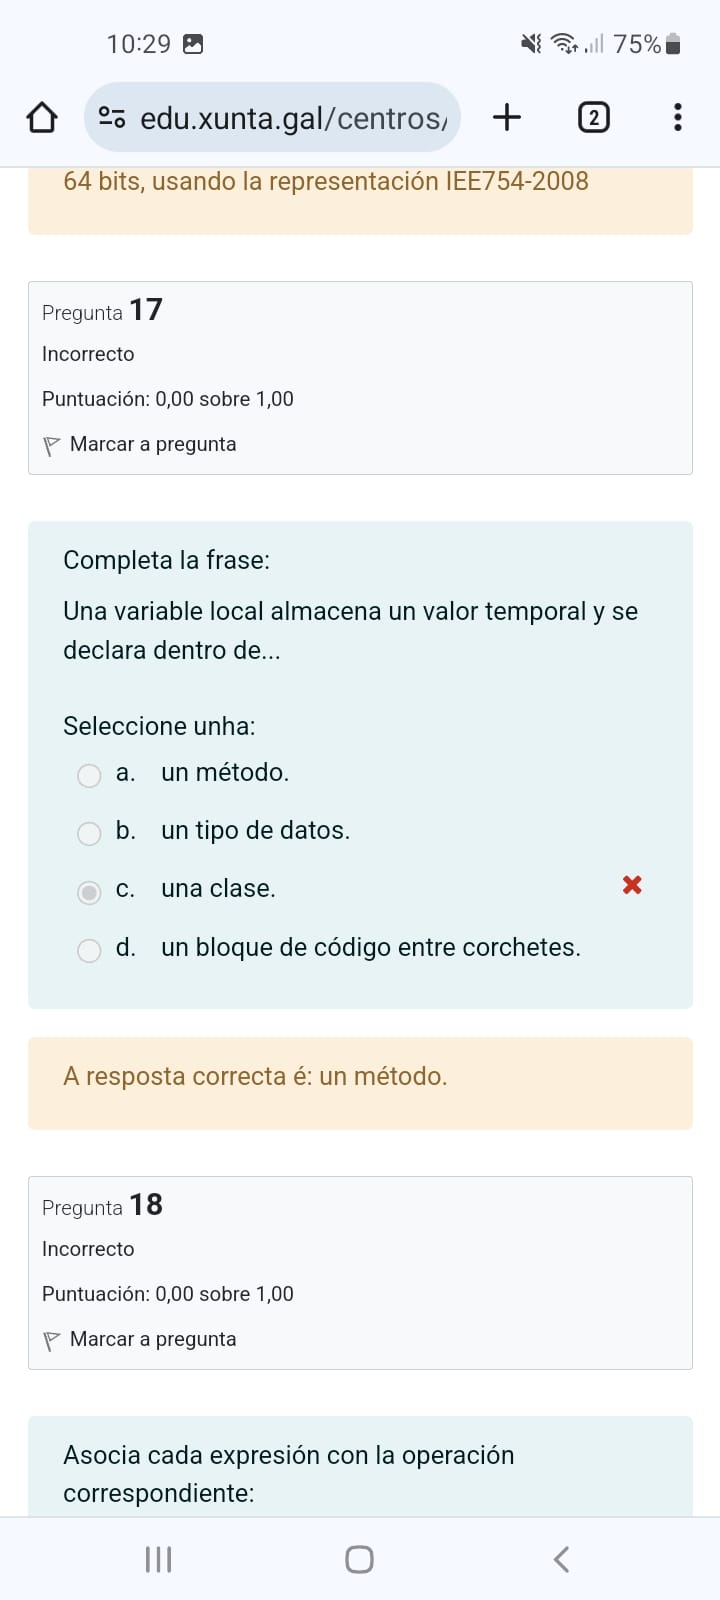 10:29
75%
edu.xunta.gal/centros/
2
64 bits, usando la representación IEE754-2008
Pregunta 17
Incorrecto
Puntuación: 0,00 sobre 1,00
Marcar a pregunta
Completa la frase:
Una variable local almacena un valor temporal y se
declara dentro de...
Seleccione unha:
a. un método.
b. un tipo de datos.
c. una clase.
d. un bloque de código entre corchetes.
A resposta correcta é: un método.
Pregunta 18
Incorrecto
Puntuación: 0,00 sobre 1,00
Marcar a pregunta
Asocia cada expresión con la operación
correspondiente: